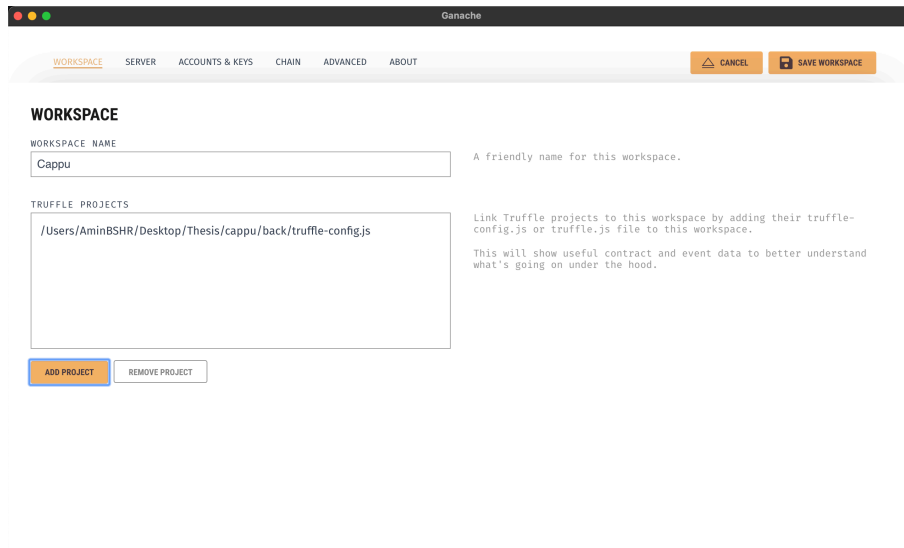 Ganache
WORKSPACE SERVER ACCOUNTS & KEYS CHAIN ADVANCED ABOUT CANCEL SAVE WORKSPACE
WORKSPACE
WORKSPACE NAME
Cappu
A friendly name for this workspace.
TRUFFLE PROJECTS
/Users/AminBSHR/Desktop/Thesis/cappu/back/truffle-config.js
Link Truffle projects to this workspace by adding their truffle-
config.js or truffle.js file to this workspace.
This will show useful contract and event data to better understand
what's going on under the hood.
ADD PROJECT REMOVE PROJECT